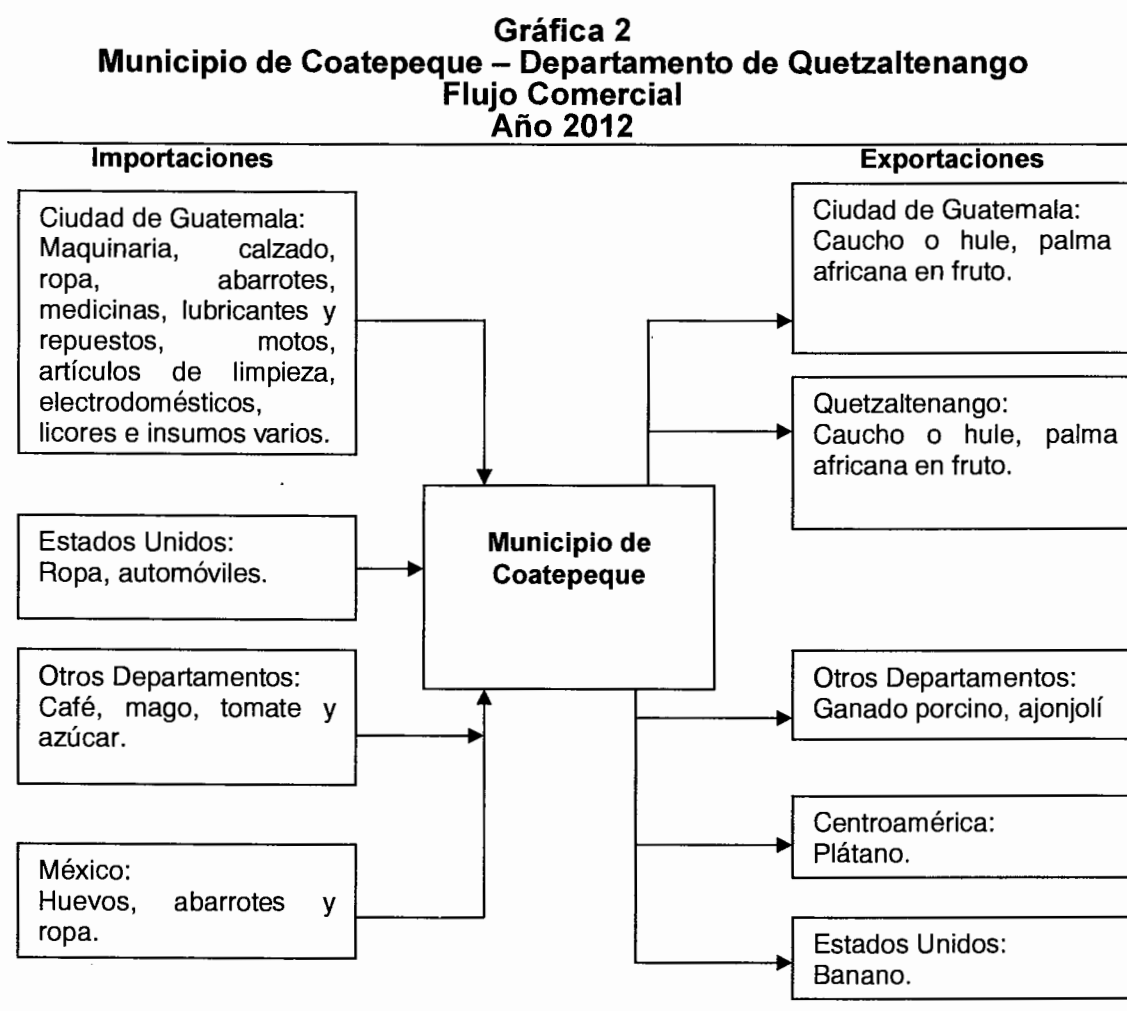 Gráfica 2
Municipio de Coatepeque – Departamento de Quetzaltenango
Flujo Comercial
Año 2012
Importaciones
Ciudad de Guatemala:
Maquinaria, calzado,
ropa, abarrotes,
medicinas, lubricantes y
repuestos, motos,
artículos de limpieza,
electrodomésticos,
licores e insumos varios.
Estados Unidos:
Ropa, automóviles.
Otros Departamentos:
Café, mago, tomate y
azúcar.
México:
Huevos, abarrotes y
ropa.
Municipio de
Coatepeque
Exportaciones
Ciudad de Guatemala:
Caucho o hule, palma
africana en fruto.
Quetzaltenango:
Caucho o hule, palma
africana en fruto.
Otros Departamentos:
Ganado porcino, ajonjolí
Centroamérica:
Plátano.
Estados Unidos:
Banano.